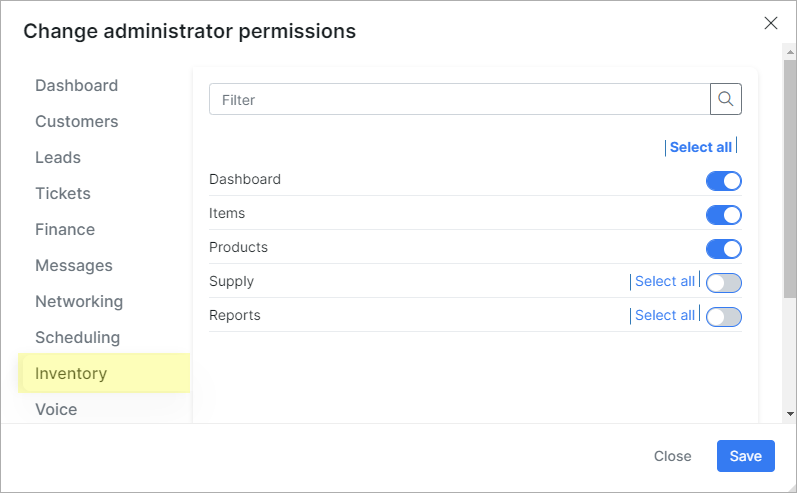 Change administrator permissions
Dashboard
Customers
Leads
Tickets
Finance
Messages
Networking
Scheduling
Inventory
Voice
Filter
Select all
Dashboard
Items
Products
Supply Select all
Reports Select all
Close Save